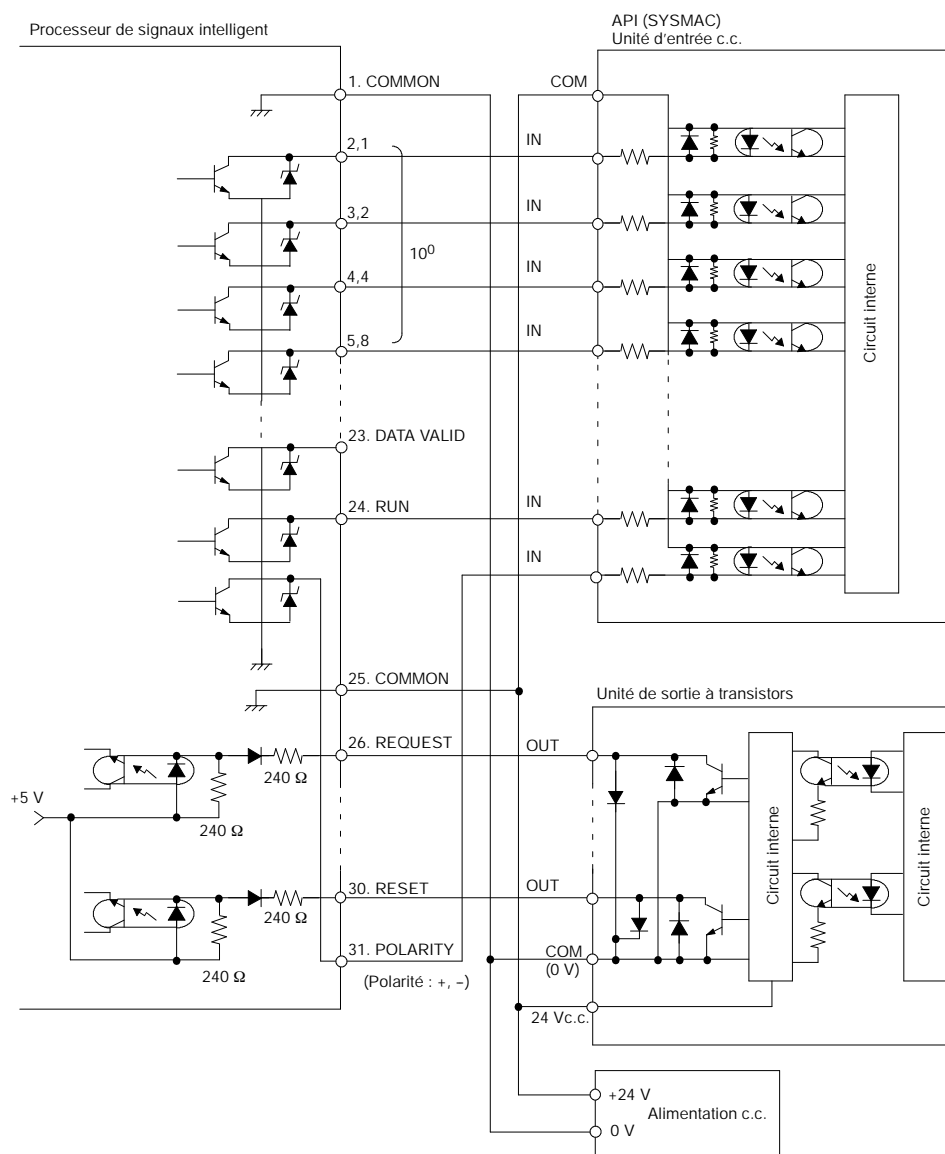 Processeur de signaux intelligent
API (SYSMAC)
Unité d'entrée c.c.
1. COMMON
COM
2,1
IN
3,2
IN
10⁰
4,4
IN
5,8
IN
Circuit interne
23. DATA VALID
24. RUN
IN
IN
25. COMMON
Unité de sortie à transistors
26. REQUEST
OUT
240 Ω
+5 V
240 Ω
Circuit interne
Circuit interne
30. RESET
OUT
240 Ω
31. POLARITY
COM
(0 V)
240 Ω
(Polarité : +, –)
24 Vc.c.
+24 V
Alimentation c.c.
0 V